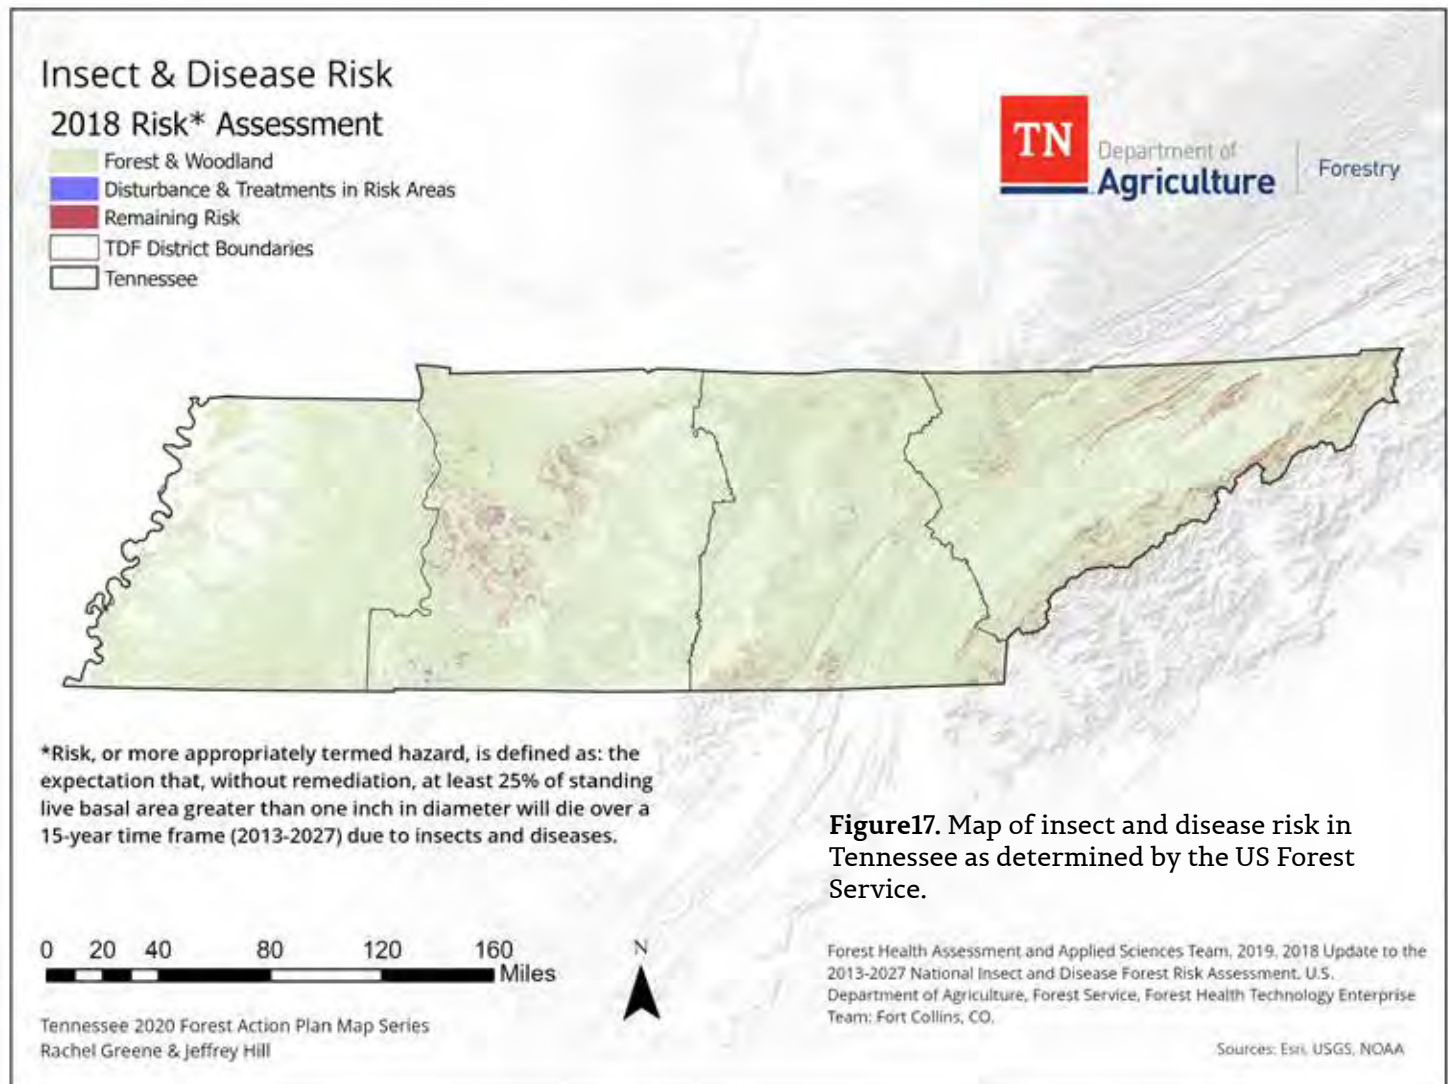 Insect & Disease Risk
2018 Risk* Assessment
Forest & Woodland
Disturbance & Treatments in Risk Areas
Remaining Risk
TDF District Boundaries
Tennessee
TN
Department of
Agriculture
Forestry
*Risk, or more appropriately termed hazard, is defined as: the
expectation that, without remediation, at least 25% of standing
live basal area greater than one inch in diameter will die over a
15-year time frame (2013-2027) due to insects and diseases.
Figure17. Map of insect and disease risk in
Tennessee as determined by the US Forest
Service.
0 20 40 80 120 160
Miles
N
Forest Health Assessment and Applied Sciences Team, 2019, 2018 Update to the
2013-2027 National Insect and Disease Forest Risk Assessment. U.S.
Department of Agriculture, Forest Service, Forest Health Technology Enterprise
Team: Fort Collins, CO.
Tennessee 2020 Forest Action Plan Map Series
Rachel Greene & Jeffrey Hill
Sources: Esri, USGS, NOAA